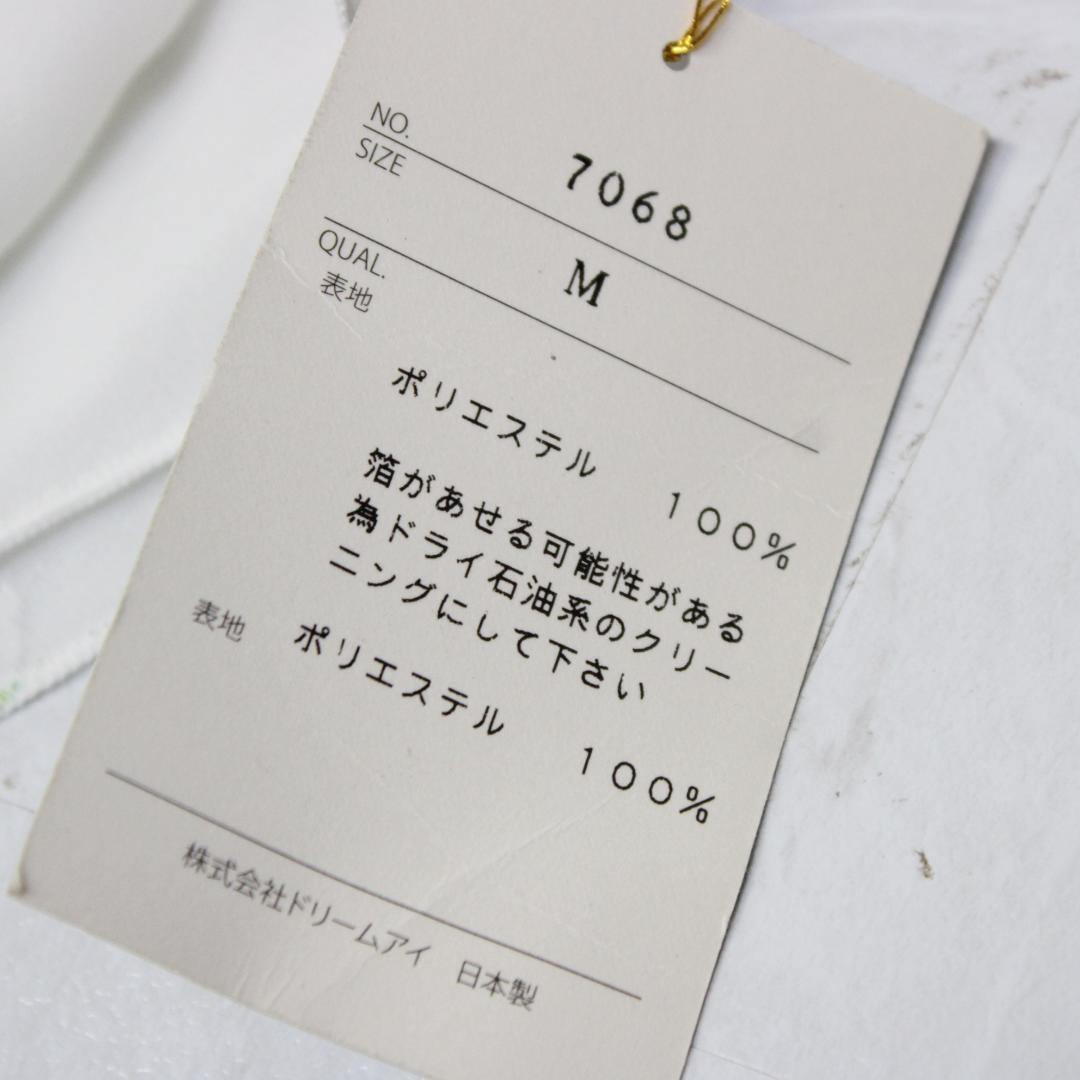 NO. 7068
SIZE M
QUAL.
表地
ポリエステル 100%
箔があせる可能性がある
為ドライ石油系のクリー
ニングにして下さい
表地 ポリエステル 100%
株式会社ドリームアイ 日本製